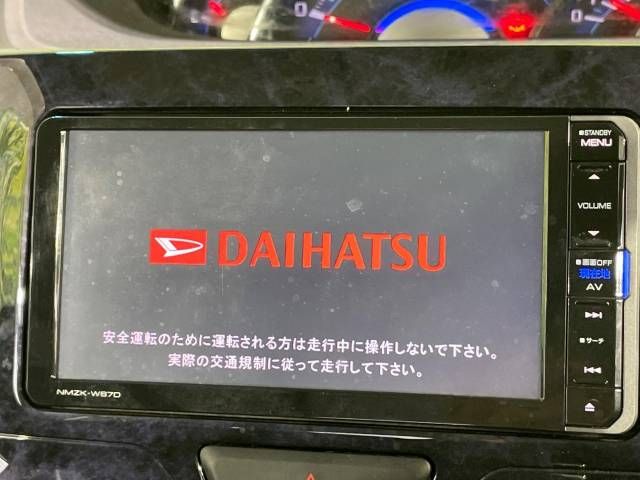 0
0
STANDBY
MENU
VOLUME
DAIHATSU
画面OFF
現在地
AV
サーチ
安全運転のために運転される方は走行中に操作しないで下さい。
実際の交通規制に従って走行して下さい。
NMZK-W67D